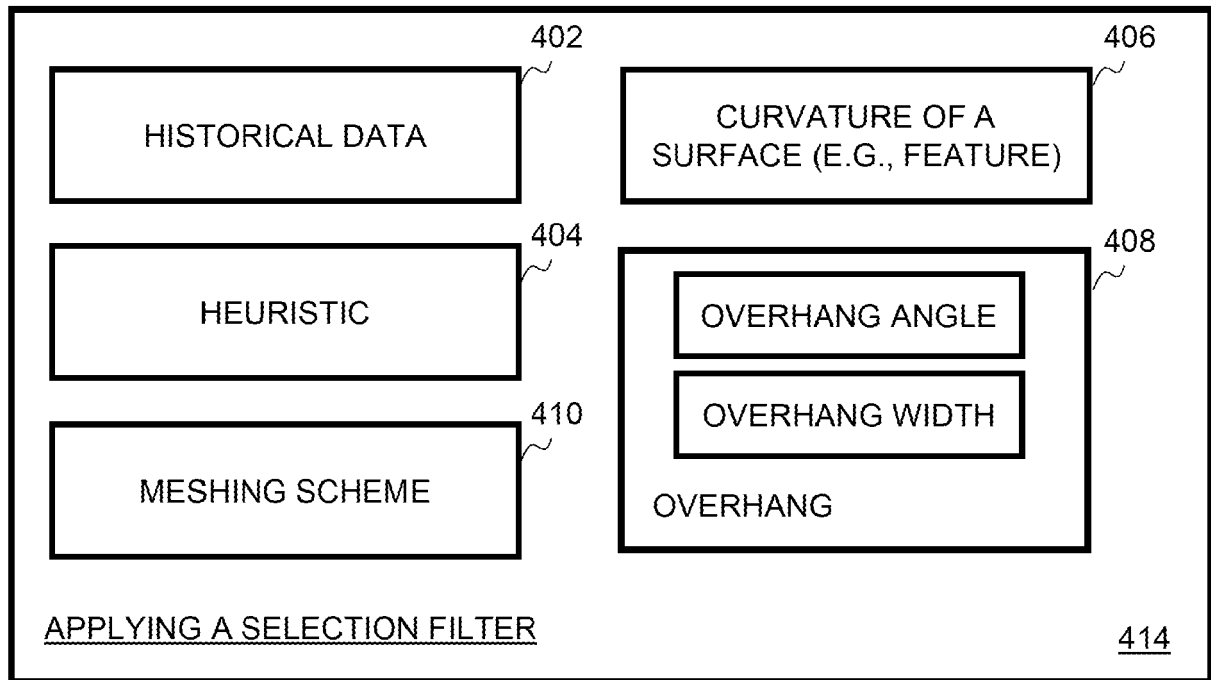 402
HISTORICAL DATA
406
CURVATURE OF A
SURFACE (E.G., FEATURE)
404
HEURISTIC
408
OVERHANG ANGLE
OVERHANG WIDTH
OVERHANG
410
MESHING SCHEME
APPLYING A SELECTION FILTER
414